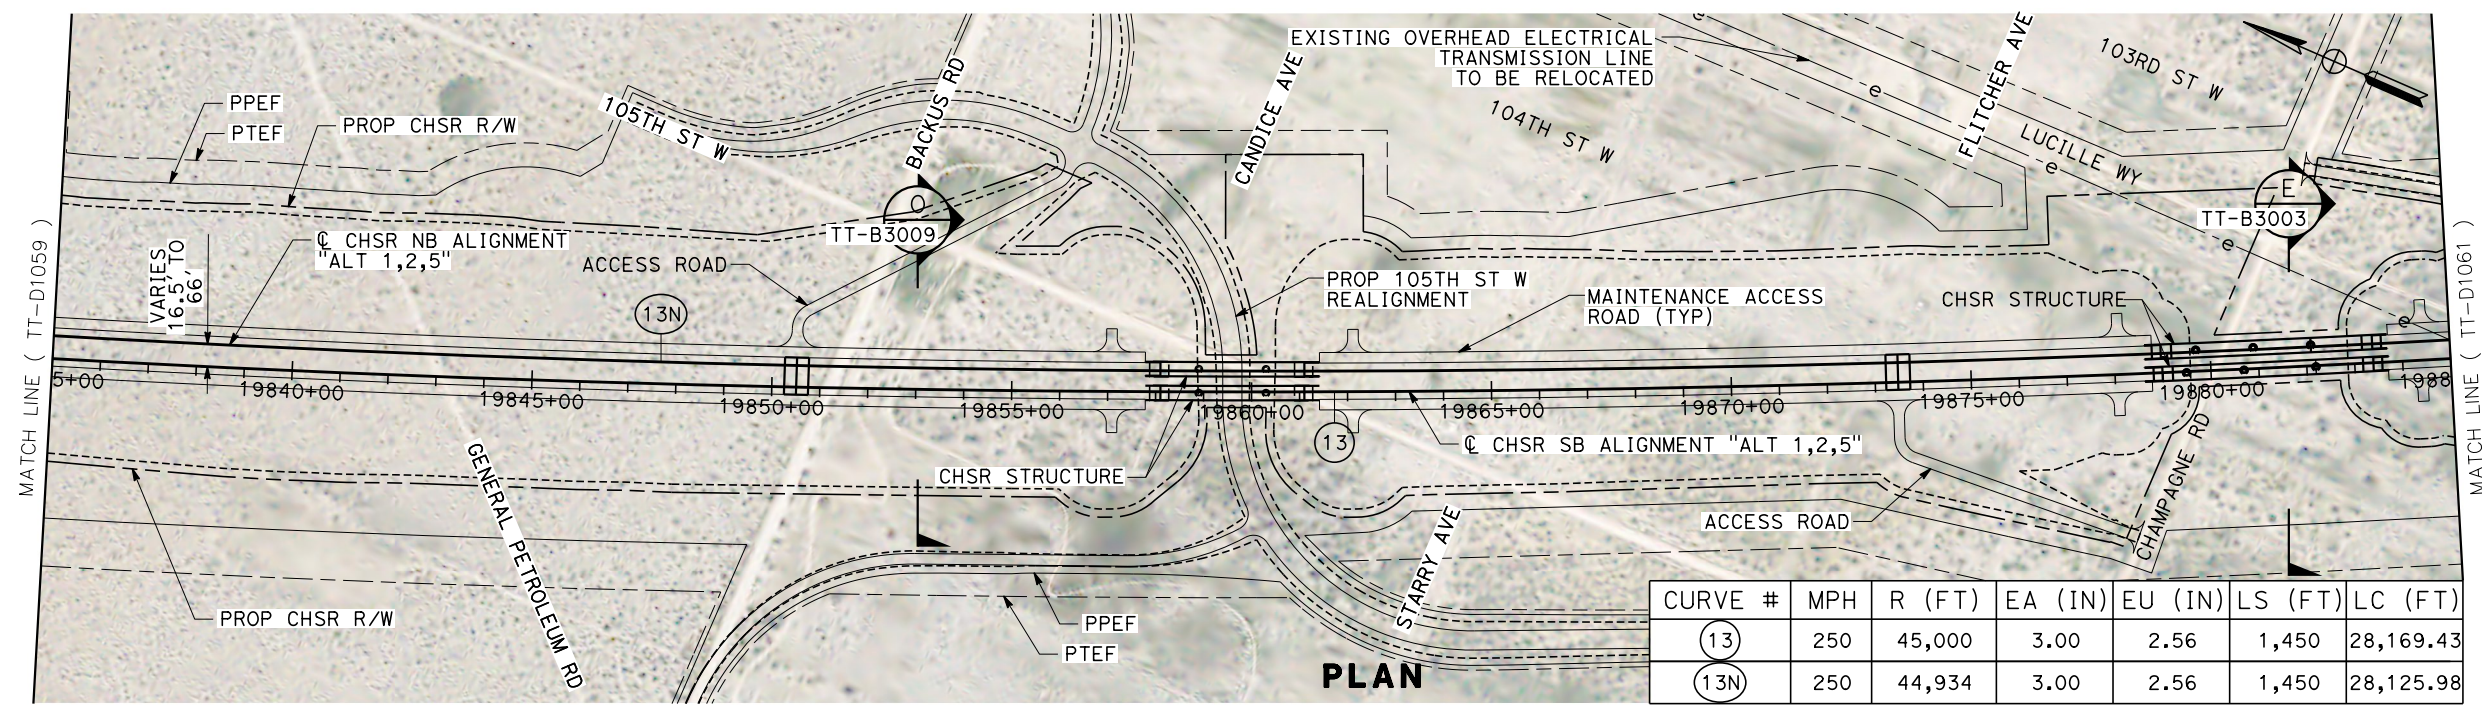 EXISTING OVERHEAD ELECTRICAL
TRANSMISSION LINE
TO BE RELOCATED
BACKUS RD
CANDICE AVE
FLITCHER AVE
103RD ST W
104TH ST W
105TH ST W
LUCILLE WY
e
e
e
e
e
PPEF
PTEF
PROP CHSR R/W
O
TT-B3009
E
TT-B3003
MATCH LINE ( TT-D1059 )
MATCH LINE ( TT-D1061 )
VARIES
16.5' TO
66'
℄ CHSR NB ALIGNMENT
"ALT 1,2,5"
ACCESS ROAD
13N
PROP 105TH ST W
REALIGNMENT
MAINTENANCE ACCESS
ROAD (TYP)
CHSR STRUCTURE
5+00
19840+00
19845+00
19850+00
19855+00
19860+00
19865+00
19870+00
19875+00
19880+00
1988
13
℄ CHSR SB ALIGNMENT "ALT 1,2,5"
CHSR STRUCTURE
GENERAL PETROLEUM RD
STARRY AVE
CHAMPAGNE RD
ACCESS ROAD
PROP CHSR R/W
PPEF
PTEF
PLAN
CURVE # MPH R (FT) EA (IN) EU (IN) LS (FT) LC (FT)
13 250 45,000 3.00 2.56 1,450 28,169.43
13N 250 44,934 3.00 2.56 1,450 28,125.98